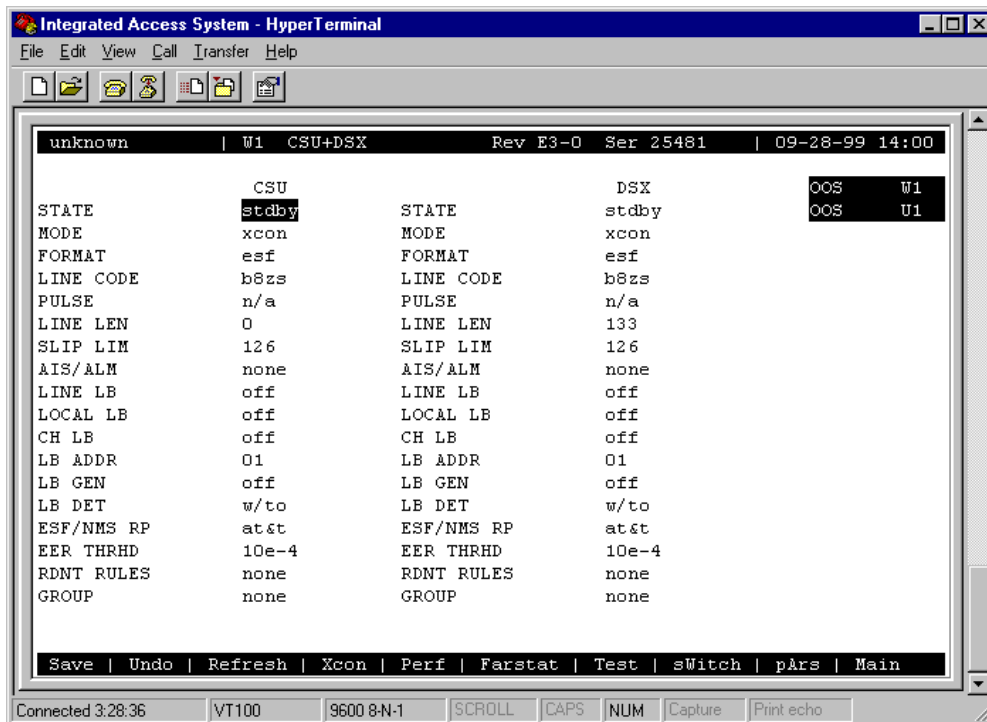 Integrated Access System - HyperTerminal
File Edit View Call Transfer Help
unknown | W1 CSU+DSX Rev E3-0 Ser 25481 | 09-28-99 14:00
CSU DSX OOS W1
STATE stdby STATE stdby OOS U1
MODE xcon MODE xcon
FORMAT esf FORMAT esf
LINE CODE b8zs LINE CODE b8zs
PULSE n/a PULSE n/a
LINE LEN 0 LINE LEN 133
SLIP LIM 126 SLIP LIM 126
AIS/ALM none AIS/ALM none
LINE LB off LINE LB off
LOCAL LB off LOCAL LB off
CH LB off CH LB off
LB ADDR 01 LB ADDR 01
LB GEN off LB GEN off
LB DET w/to LB DET w/to
ESF/NMS RP at&t ESF/NMS RP at&t
EER THRHD 10e-4 EER THRHD 10e-4
RDNT RULES none RDNT RULES none
GROUP none GROUP none
Save | Undo | Refresh | Xcon | Perf | Farstat | Test | sWitch | pArs | Main
Connected 3:28:36 VT100 9600 8-N-1 SCROLL CAPS NUM Capture Print echo